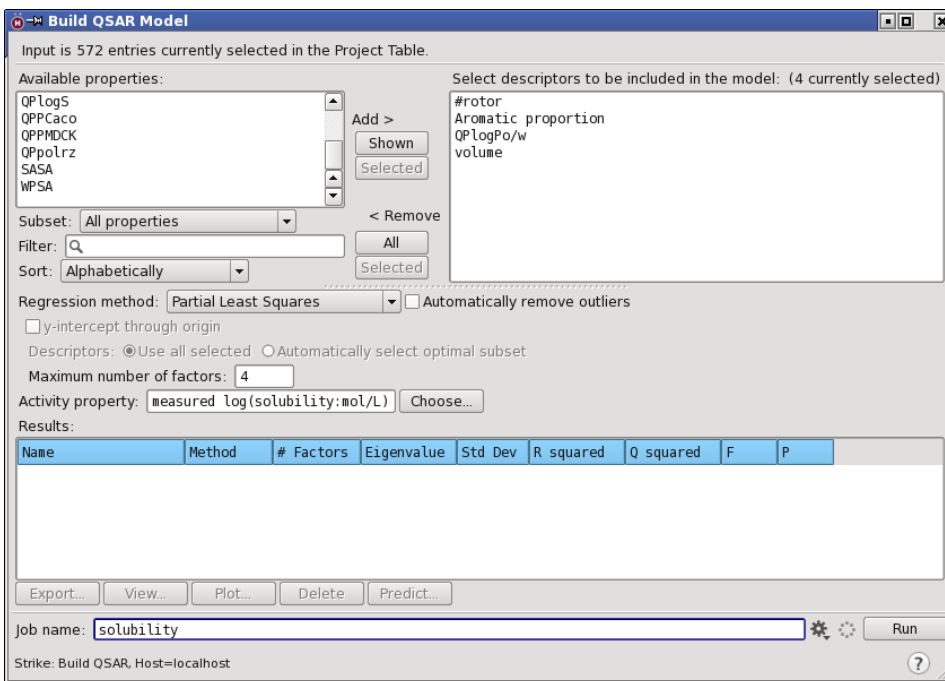 Build QSAR Model
Input is 572 entries currently selected in the Project Table.
Available properties:
QPlogS
QPPCaco
QPPMDCK
QPpolrz
SASA
WPSA
Add >
Shown
Selected
< Remove
All
Selected
Select descriptors to be included in the model: (4 currently selected)
#rotor
Aromatic proportion
QPlogPo/w
volume
Subset: All properties
Filter:
Sort: Alphabetically
Regression method: Partial Least Squares Automatically remove outliers
y-intercept through origin
Descriptors: Use all selected Automatically select optimal subset
Maximum number of factors: 4
Activity property: measured log(solubility:mol/L) Choose...
Results:
Name Method # Factors Eigenvalue Std Dev R squared Q squared F P
Export... View... Plot... Delete Predict...
Job name: solubility Run
Strike: Build QSAR, Host=localhost ?